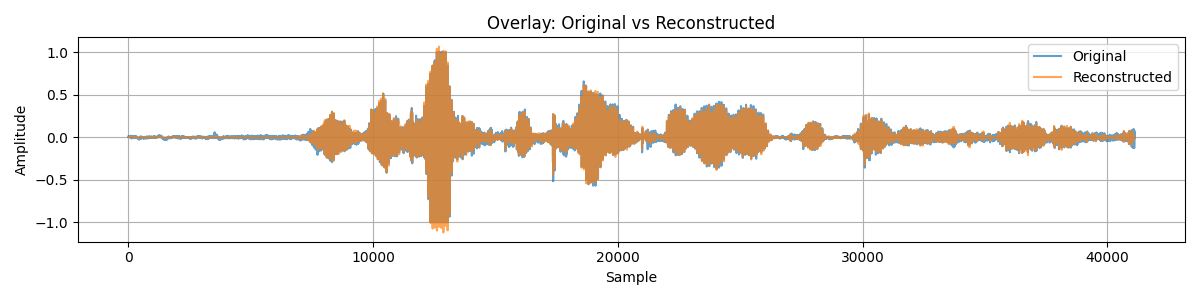 Overlay: Original vs Reconstructed
Original
Reconstructed
1.0
0.5
0.0
−0.5
−1.0
Amplitude
0
10000
20000
30000
40000
Sample